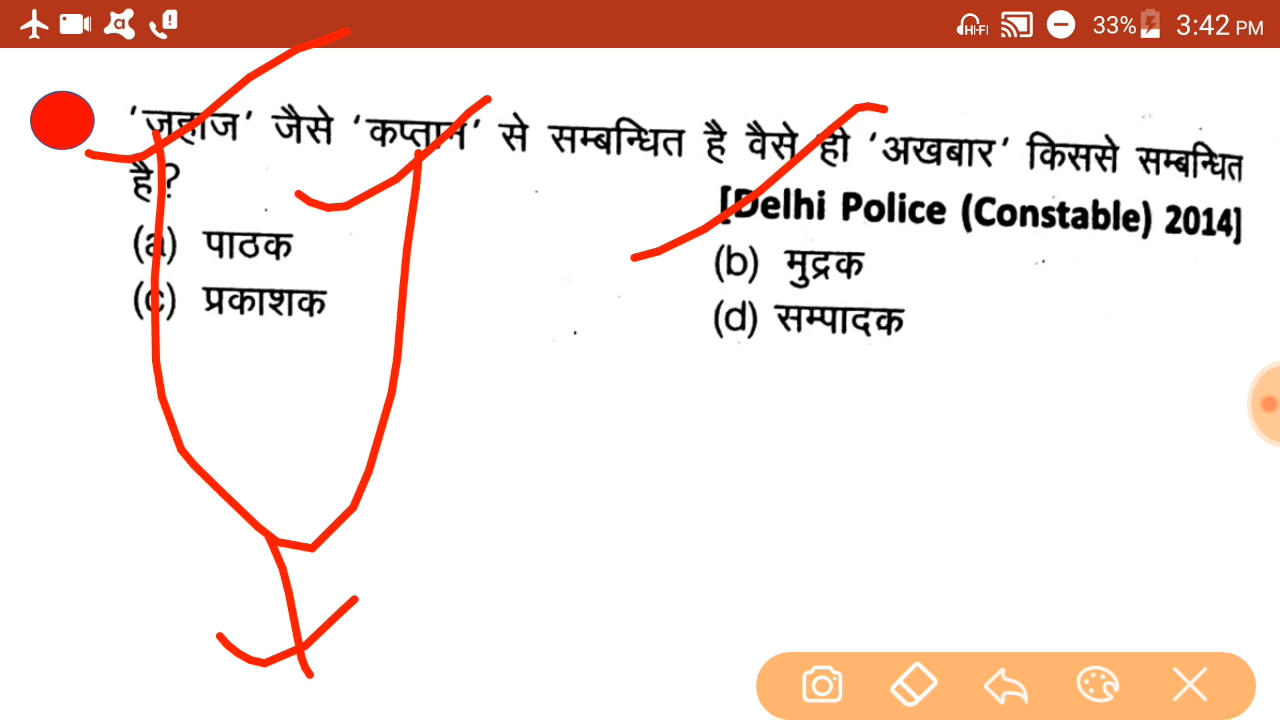 33% 3:42 PM
'जहाज' जैसे 'कप्तान' से सम्बन्धित है वैसे ही 'अखबार' किससे सम्बन्धित
है?
[Delhi Police (Constable) 2014]
(a) पाठक (b) मुद्रक
(c) प्रकाशक (d) सम्पादक